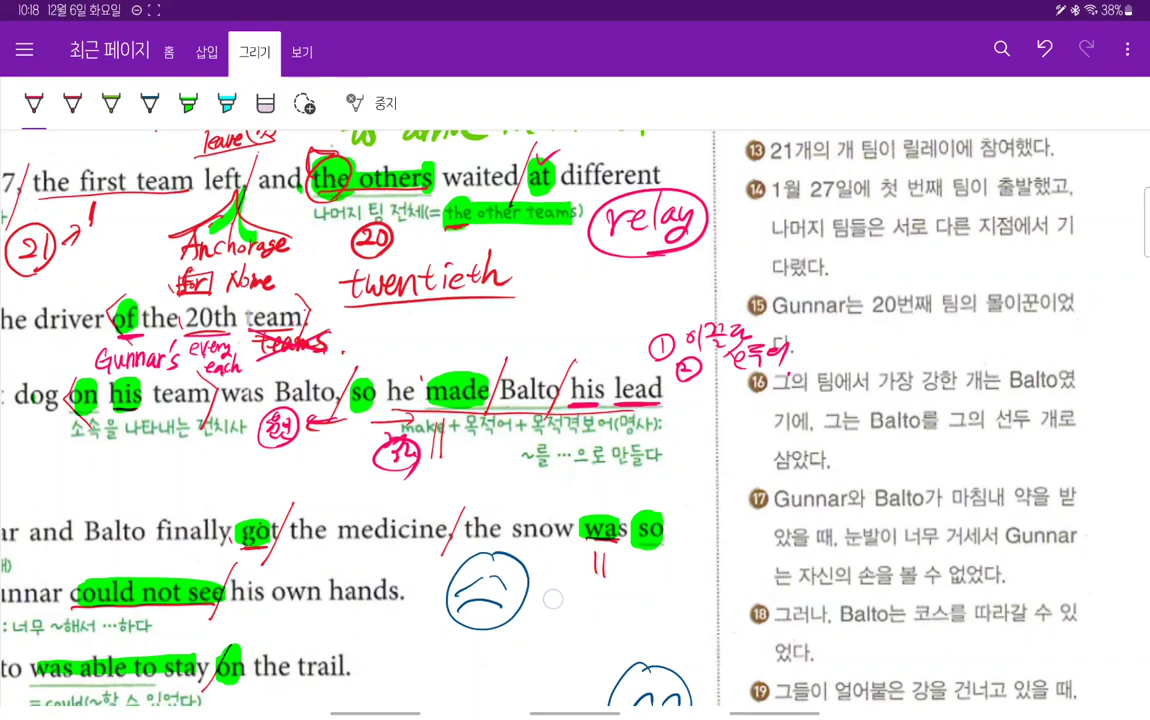 10:18 12월 6일 화요일 38%
최근 페이지 홈 삽입 그리기 보기
중지
leave
7, the first team left, and the others waited at different
나머지 팀 전체(= the other teams)
relay
21
20
Anchorage
for Nome
twentieth
he driver of the 20th team.
Gunnar's every each teams
① 이끌다
②
dog on his team was Balto, so he made Balto his lead
소속을 나타내는 전치사
make + 목적어 + 목적격보어(명사):
~를 …으로 만들다
ar and Balto finally got the medicine, the snow was so
unnar could not see his own hands.
: 너무 ~해서 …하다
to was able to stay on the trail.
= could(~할 수 있었다)
⑬ 21개의 개 팀이 릴레이에 참여했다.
⑭ 1월 27일에 첫 번째 팀이 출발했고,
나머지 팀들은 서로 다른 지점에서 기
다렸다.
⑮ Gunnar는 20번째 팀의 몰이꾼이었
다.
⑯ 그의 팀에서 가장 강한 개는 Balto였
기에, 그는 Balto를 그의 선두 개로
삼았다.
⑰ Gunnar와 Balto가 마침내 약을 받
았을 때, 눈발이 너무 거세서 Gunnar
는 자신의 손을 볼 수 없었다.
⑱ 그러나, Balto는 코스를 따라갈 수 있
었다.
⑲ 그들이 얼어붙은 강을 건너고 있을 때,